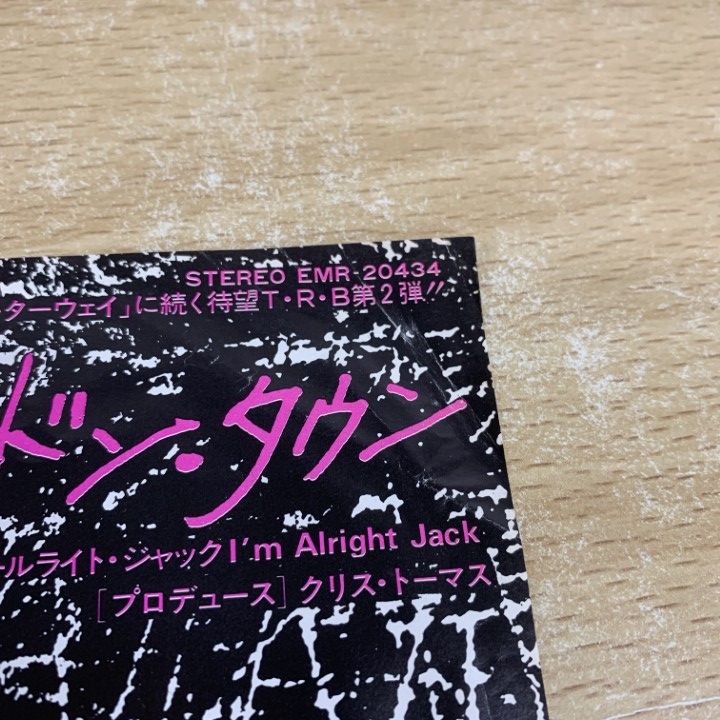 STEREO EMR-20434
ターウェイ」に続く待望T・R・B第2弾!!
ドン・タウン
ールライト・ジャック I'm Alright Jack
[プロデュース] クリス・トーマス